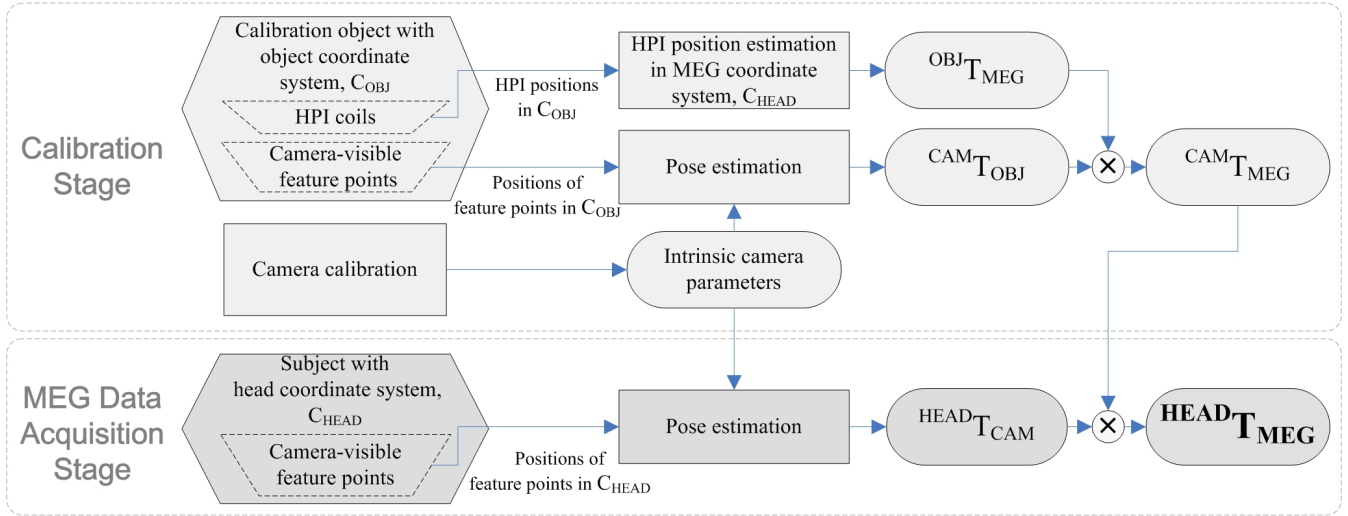 Calibration
Stage
Calibration object with
object coordinate
system, C_OBJ
HPI coils
Camera-visible
feature points
HPI positions
in C_OBJ
Positions of
feature points in C_OBJ
HPI position estimation
in MEG coordinate
system, C_HEAD
Pose estimation
OBJ T MEG
CAM T OBJ
×
CAM T MEG
Camera calibration
Intrinsic camera
parameters
MEG Data
Acquisition
Stage
Subject with
head coordinate system,
C_HEAD
Camera-visible
feature points
Positions of
feature points in C_HEAD
Pose estimation
HEAD T CAM
×
HEAD T MEG